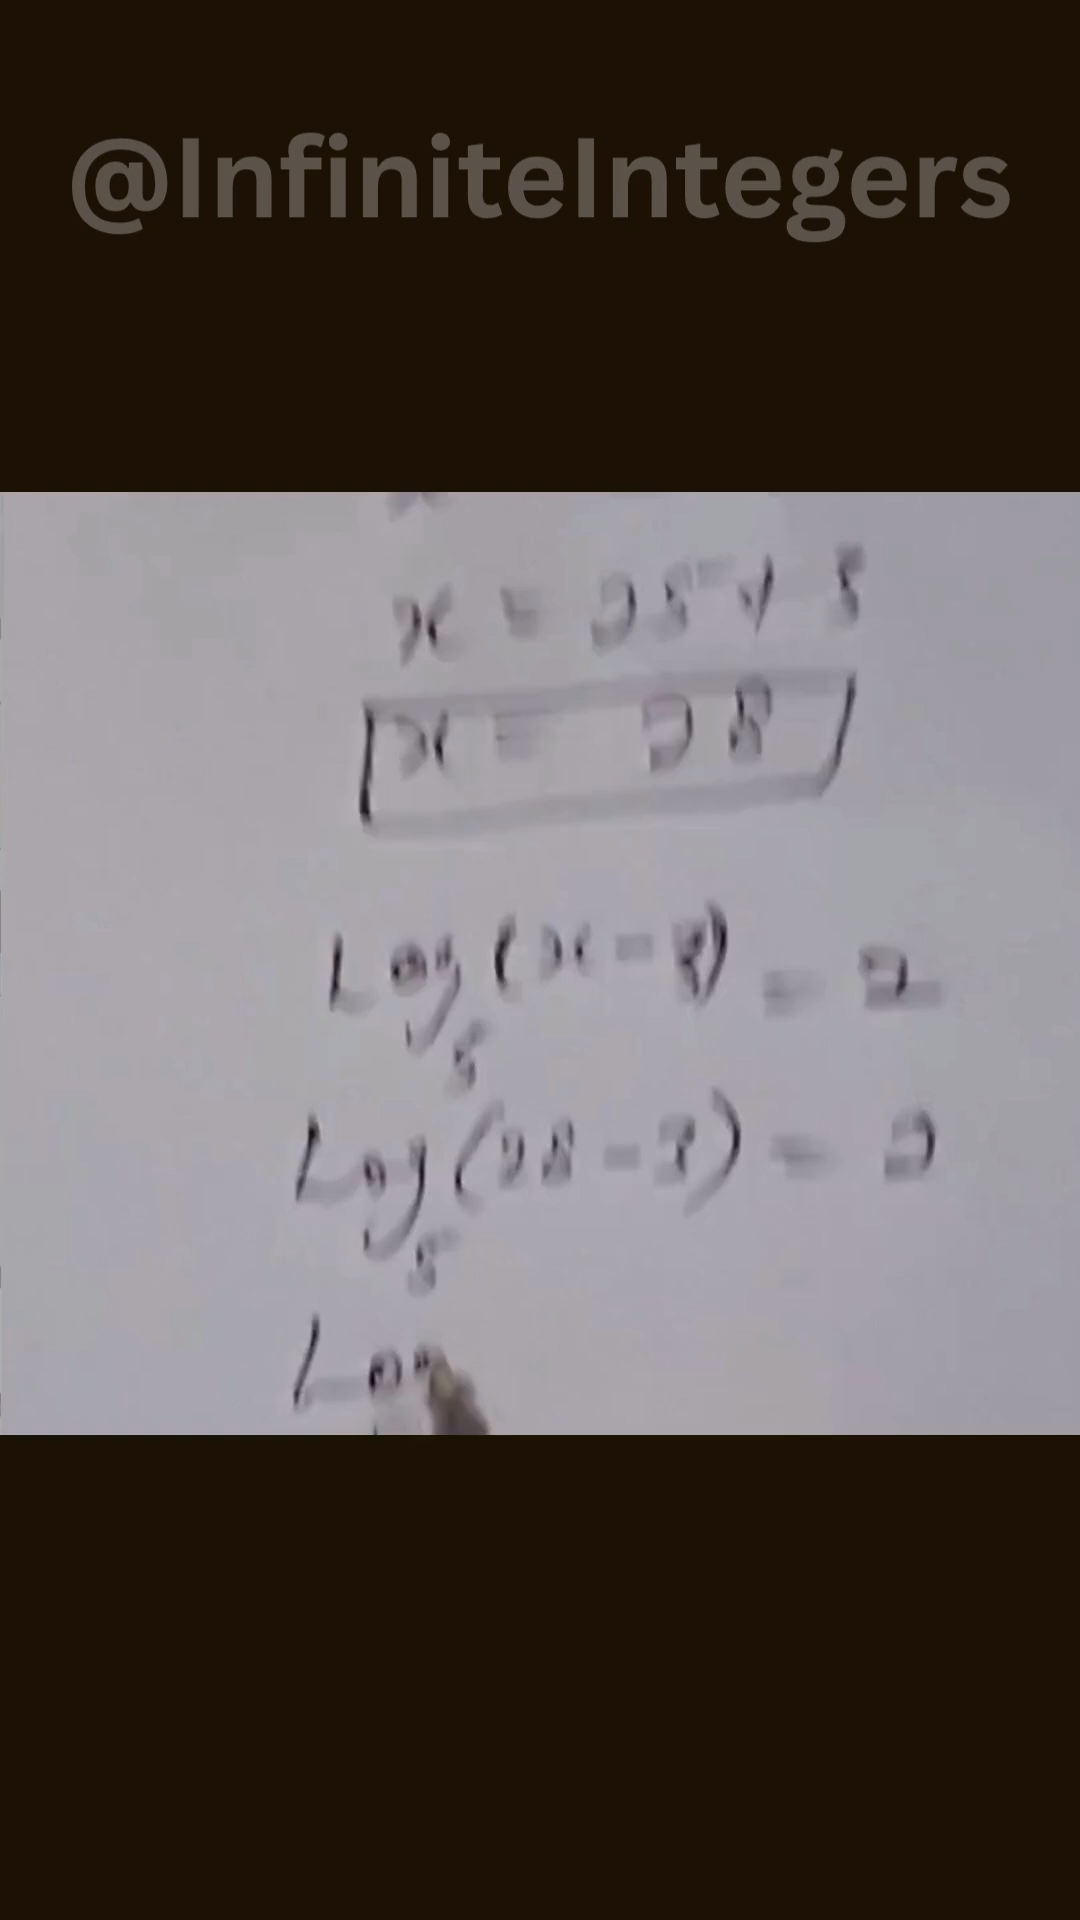 @InfiniteIntegers
x = 25 + 3
x = 28
Log₅(x - 3) = 2
Log₅(28 - 3) = 2
Log